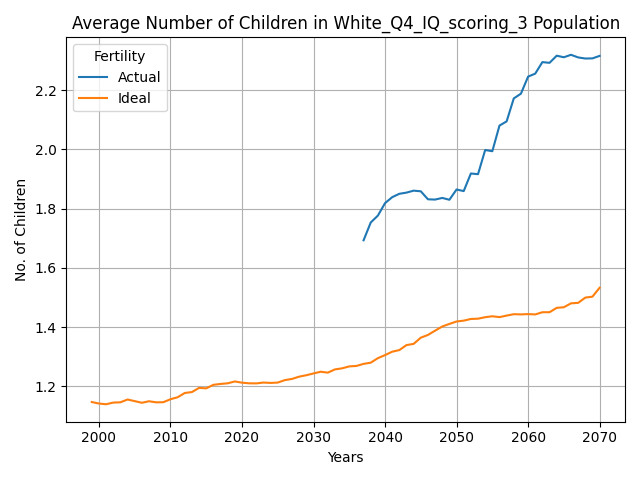 Average Number of Children in White_Q4_IQ_scoring_3 Population
Fertility
Actual
Ideal
No. of Children
2.2
2.0
1.8
1.6
1.4
1.2
2000 2010 2020 2030 2040 2050 2060 2070
Years